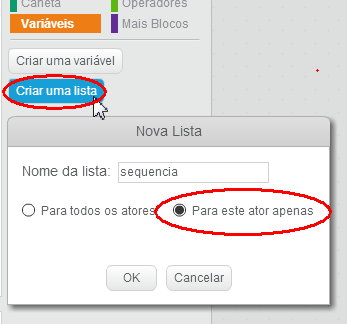 Caneta Operadores
Variáveis Mais Blocos
Criar uma variável
Criar uma lista
Nova Lista
Nome da lista: sequencia
Para todos os atores Para este ator apenas
OK Cancelar